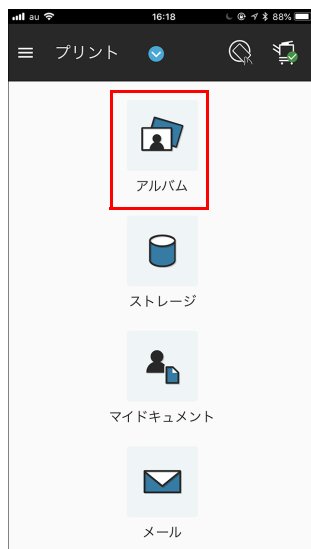 au 16:18 88%
プリント
アルバム
ストレージ
マイドキュメント
メール